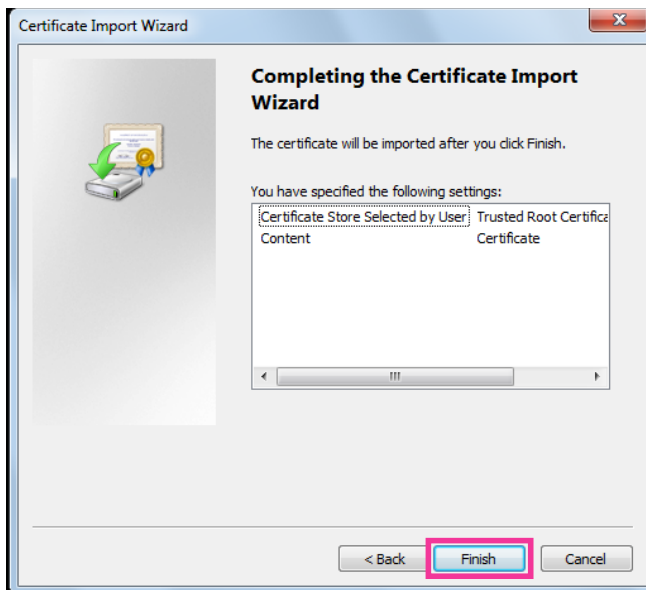 Certificate Import Wizard
Completing the Certificate Import
Wizard
The certificate will be imported after you click Finish.
You have specified the following settings:
Certificate Store Selected by User Trusted Root Certifica
Content Certificate
< Back Finish Cancel